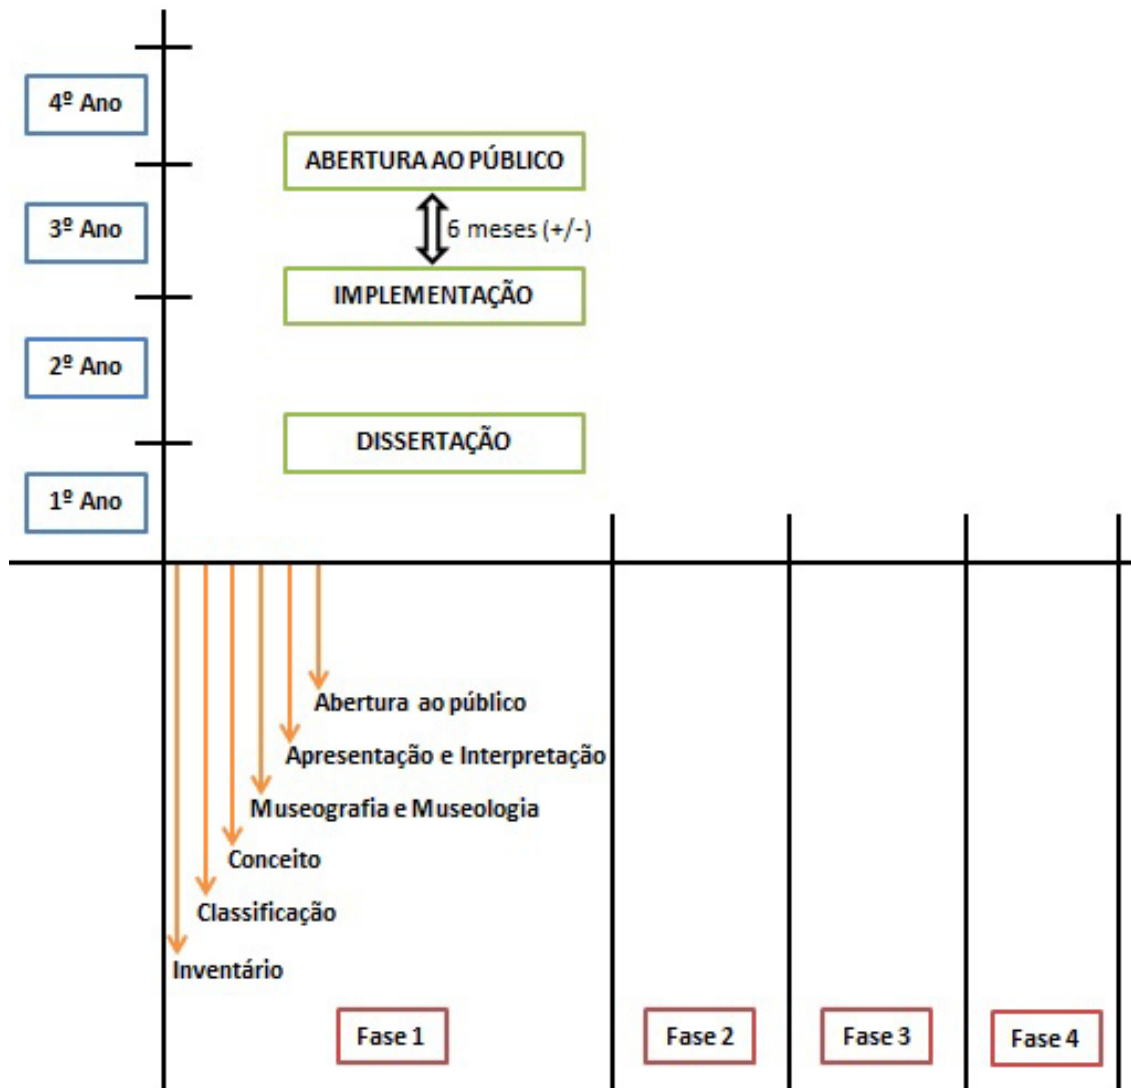 4º Ano
ABERTURA AO PÚBLICO
3º Ano
6 meses (+/-)
IMPLEMENTAÇÃO
2º Ano
DISSERTAÇÃO
1º Ano
Abertura ao público
Apresentação e Interpretação
Museografia e Museologia
Conceito
Classificação
Inventário
Fase 1
Fase 2
Fase 3
Fase 4